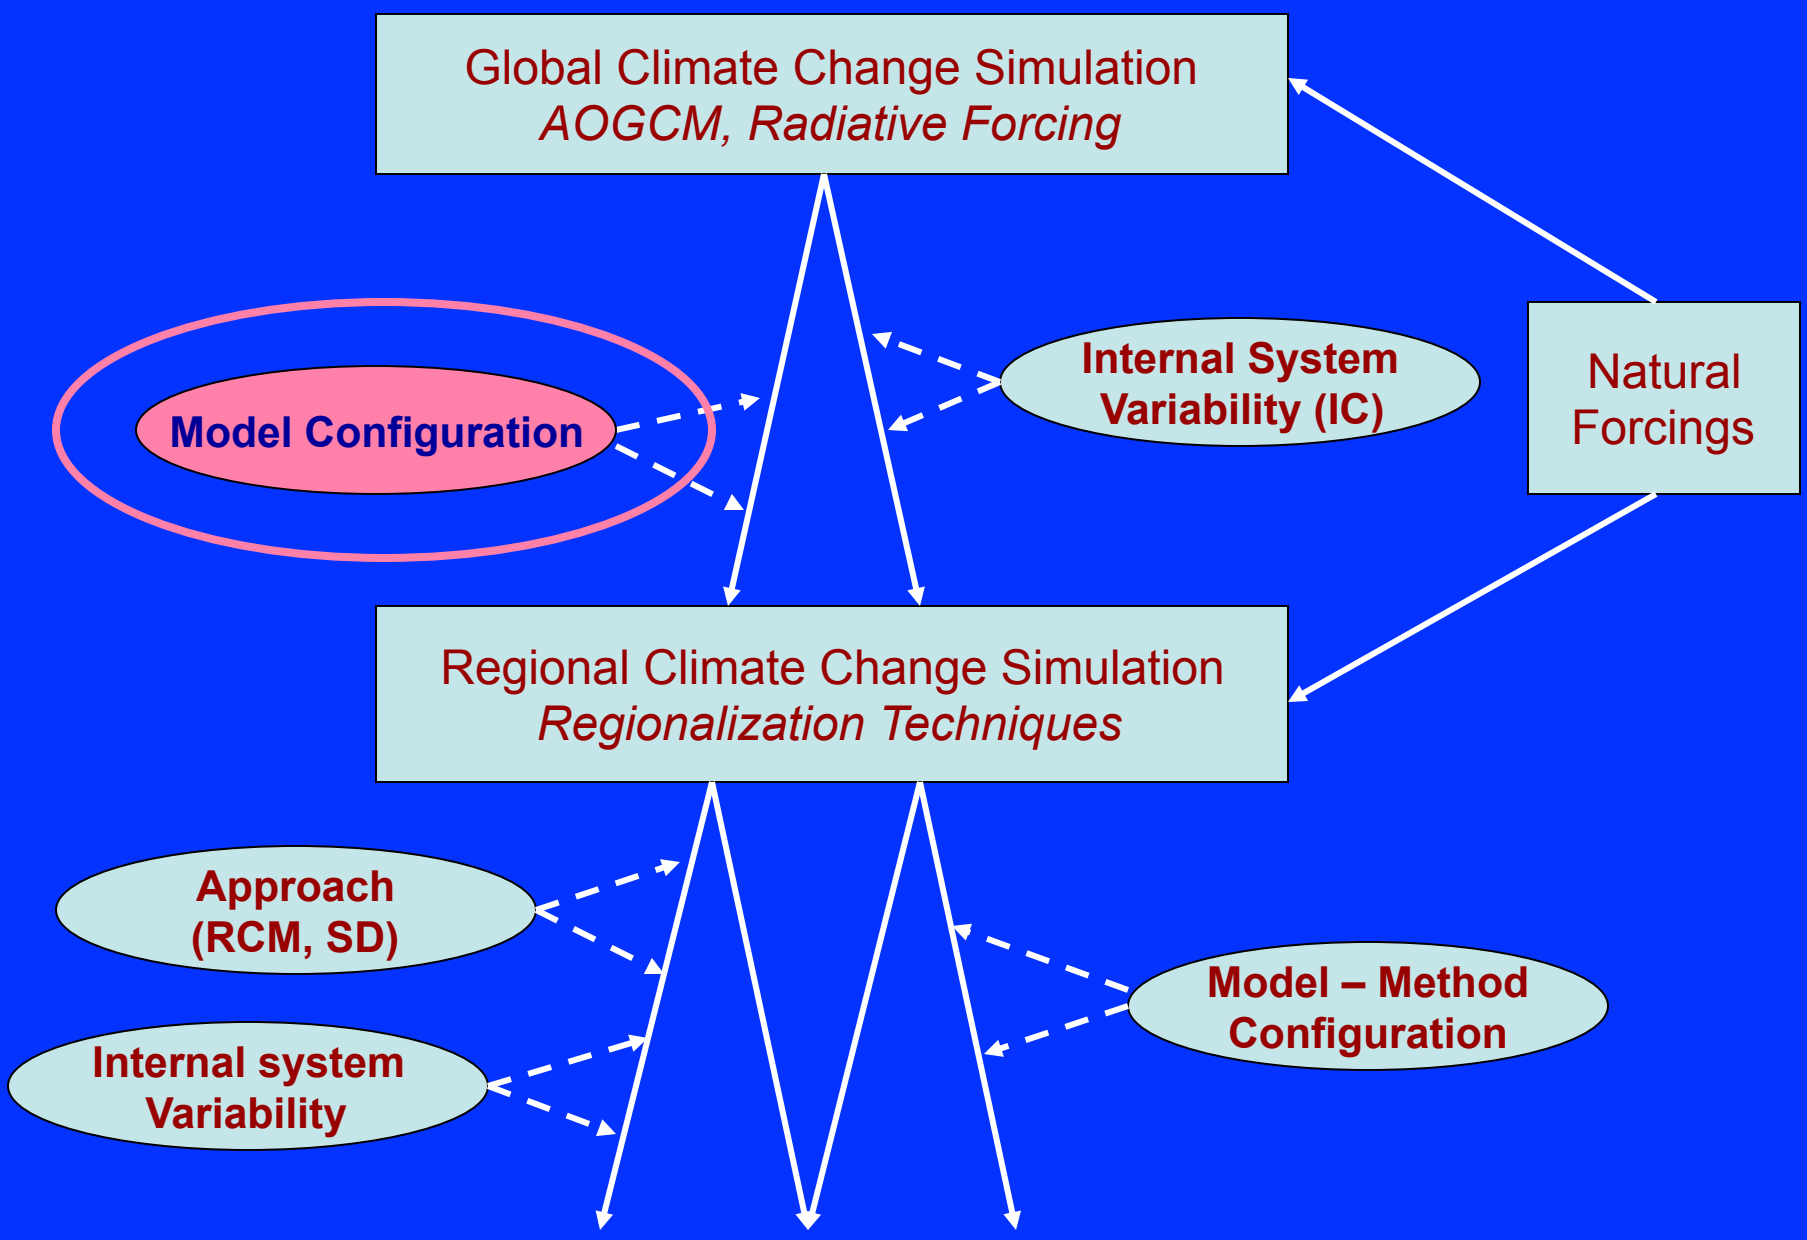 Global Climate Change Simulation
AOGCM, Radiative Forcing
Internal System
Variability (IC)
Natural
Forcings
Model Configuration
Regional Climate Change Simulation
Regionalization Techniques
Approach
(RCM, SD)
Model – Method
Configuration
Internal system
Variability